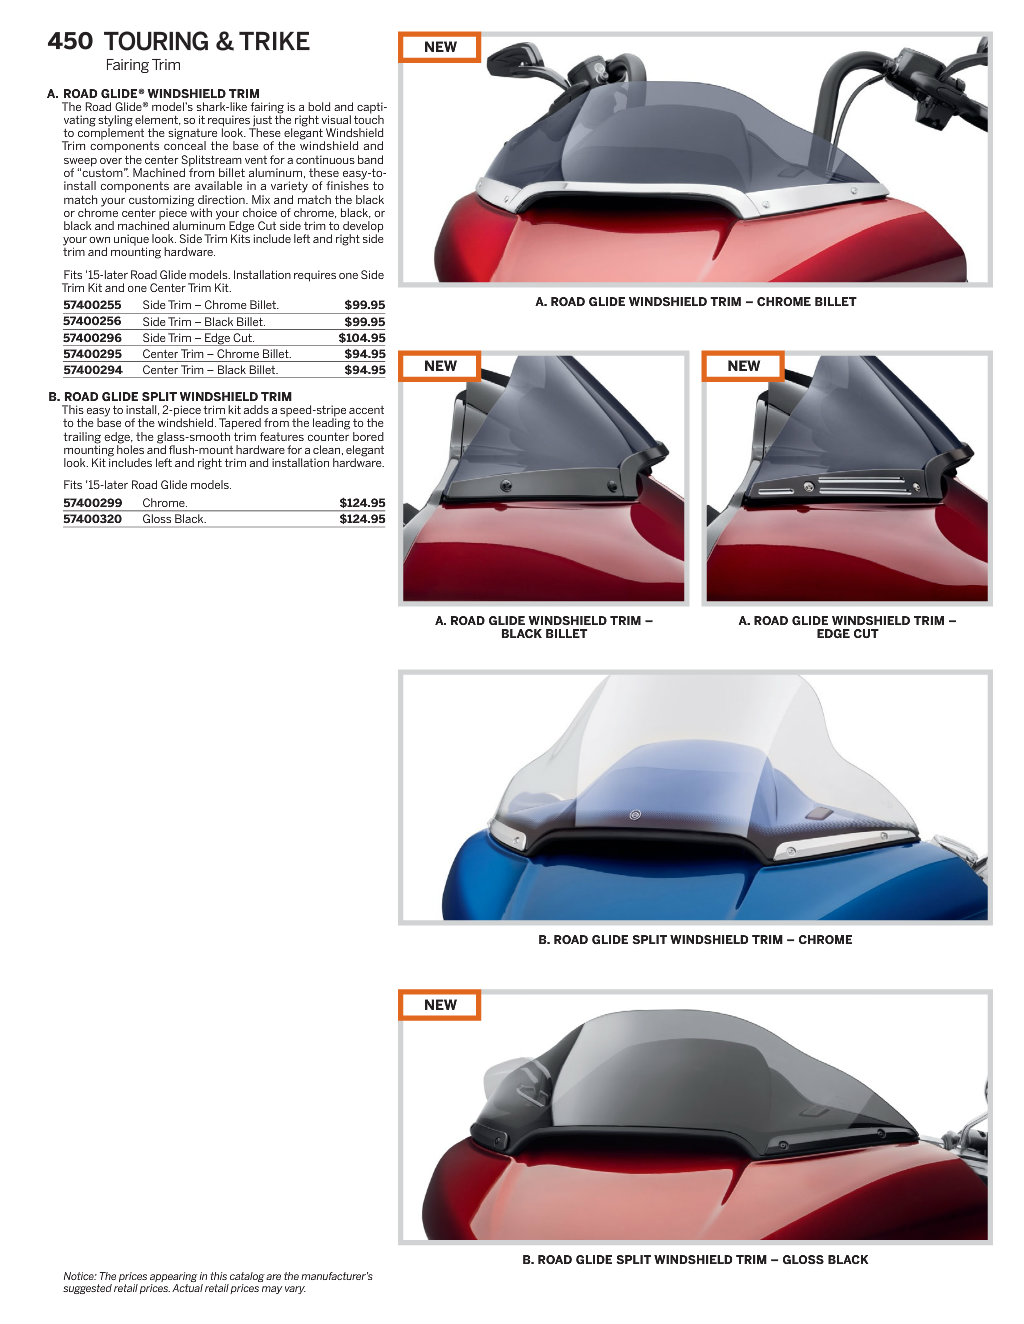 450 TOURING & TRIKE
Fairing Trim
A. ROAD GLIDE® WINDSHIELD TRIM
The Road Glide® model's shark-like fairing is a bold and capti-
vating styling element, so it requires just the right visual touch
to complement the signature look. These elegant Windshield
Trim components conceal the base of the windshield and
sweep over the center Splitstream vent for a continuous band
of “custom”. Machined from billet aluminum, these easy-to-
install components are available in a variety of finishes to
match your customizing direction. Mix and match the black
or chrome center piece with your choice of chrome, black, or
black and machined aluminum Edge Cut side trim to develop
your own unique look. Side Trim Kits include left and right side
trim and mounting hardware.
Fits '15-later Road Glide models. Installation requires one Side
Trim Kit and one Center Trim Kit.
57400255 Side Trim – Chrome Billet. $99.95
57400256 Side Trim – Black Billet. $99.95
57400296 Side Trim – Edge Cut. $104.95
57400295 Center Trim – Chrome Billet. $94.95
57400294 Center Trim – Black Billet. $94.95
B. ROAD GLIDE SPLIT WINDSHIELD TRIM
This easy to install, 2-piece trim kit adds a speed-stripe accent
to the base of the windshield. Tapered from the leading to the
trailing edge, the glass-smooth trim features counter bored
mounting holes and flush-mount hardware for a clean, elegant
look. Kit includes left and right trim and installation hardware.
Fits '15-later Road Glide models.
57400299 Chrome. $124.95
57400320 Gloss Black. $124.95
NEW
A. ROAD GLIDE WINDSHIELD TRIM – CHROME BILLET
NEW
A. ROAD GLIDE WINDSHIELD TRIM –
BLACK BILLET
NEW
A. ROAD GLIDE WINDSHIELD TRIM –
EDGE CUT
B. ROAD GLIDE SPLIT WINDSHIELD TRIM – CHROME
NEW
B. ROAD GLIDE SPLIT WINDSHIELD TRIM – GLOSS BLACK
Notice: The prices appearing in this catalog are the manufacturer's
suggested retail prices. Actual retail prices may vary.